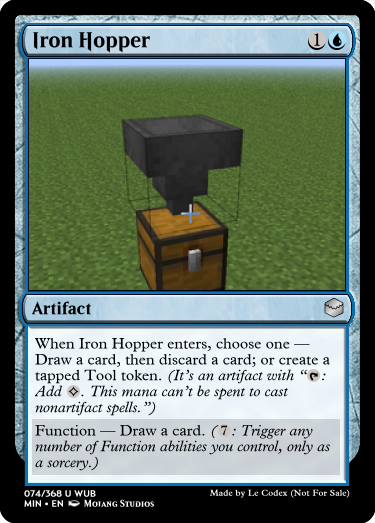 Iron Hopper 1
Artifact
When Iron Hopper enters, choose one —
Draw a card, then discard a card; or create a
tapped Tool token. (It's an artifact with “:
Add . This mana can't be spent to cast
nonartifact spells.”)
Function — Draw a card. (7: Trigger any
number of Function abilities you control, only as
a sorcery.)
074/368 U WUB
MIN • EN Mojang Studios
Made by Le Codex (Not For Sale)